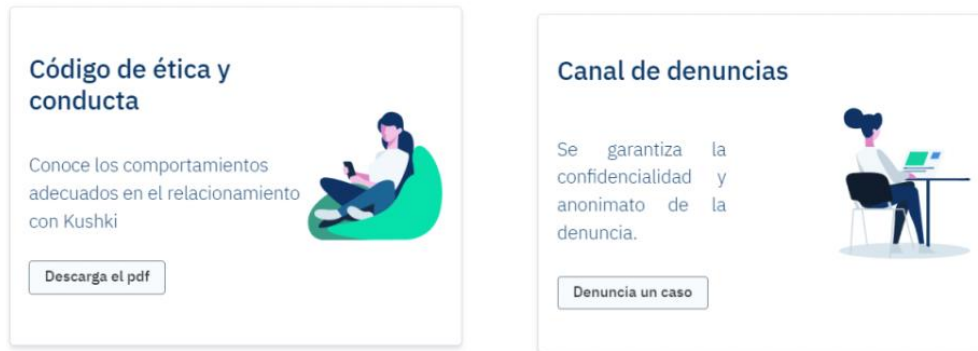 Código de ética y
conducta
Conoce los comportamientos
adecuados en el relacionamiento
con Kushki
Descarga el pdf
Canal de denuncias
Se garantiza la
confidencialidad y
anonimato de la
denuncia.
Denuncia un caso